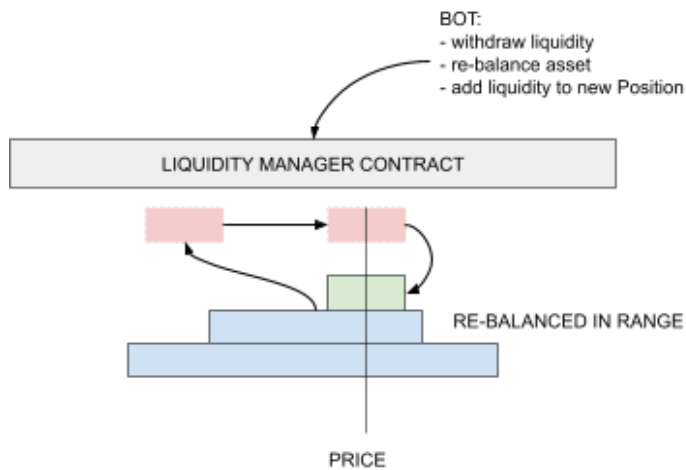 BOT:
- withdraw liquidity
- re-balance asset
- add liquidity to new Position
LIQUIDITY MANAGER CONTRACT
RE-BALANCED IN RANGE
PRICE